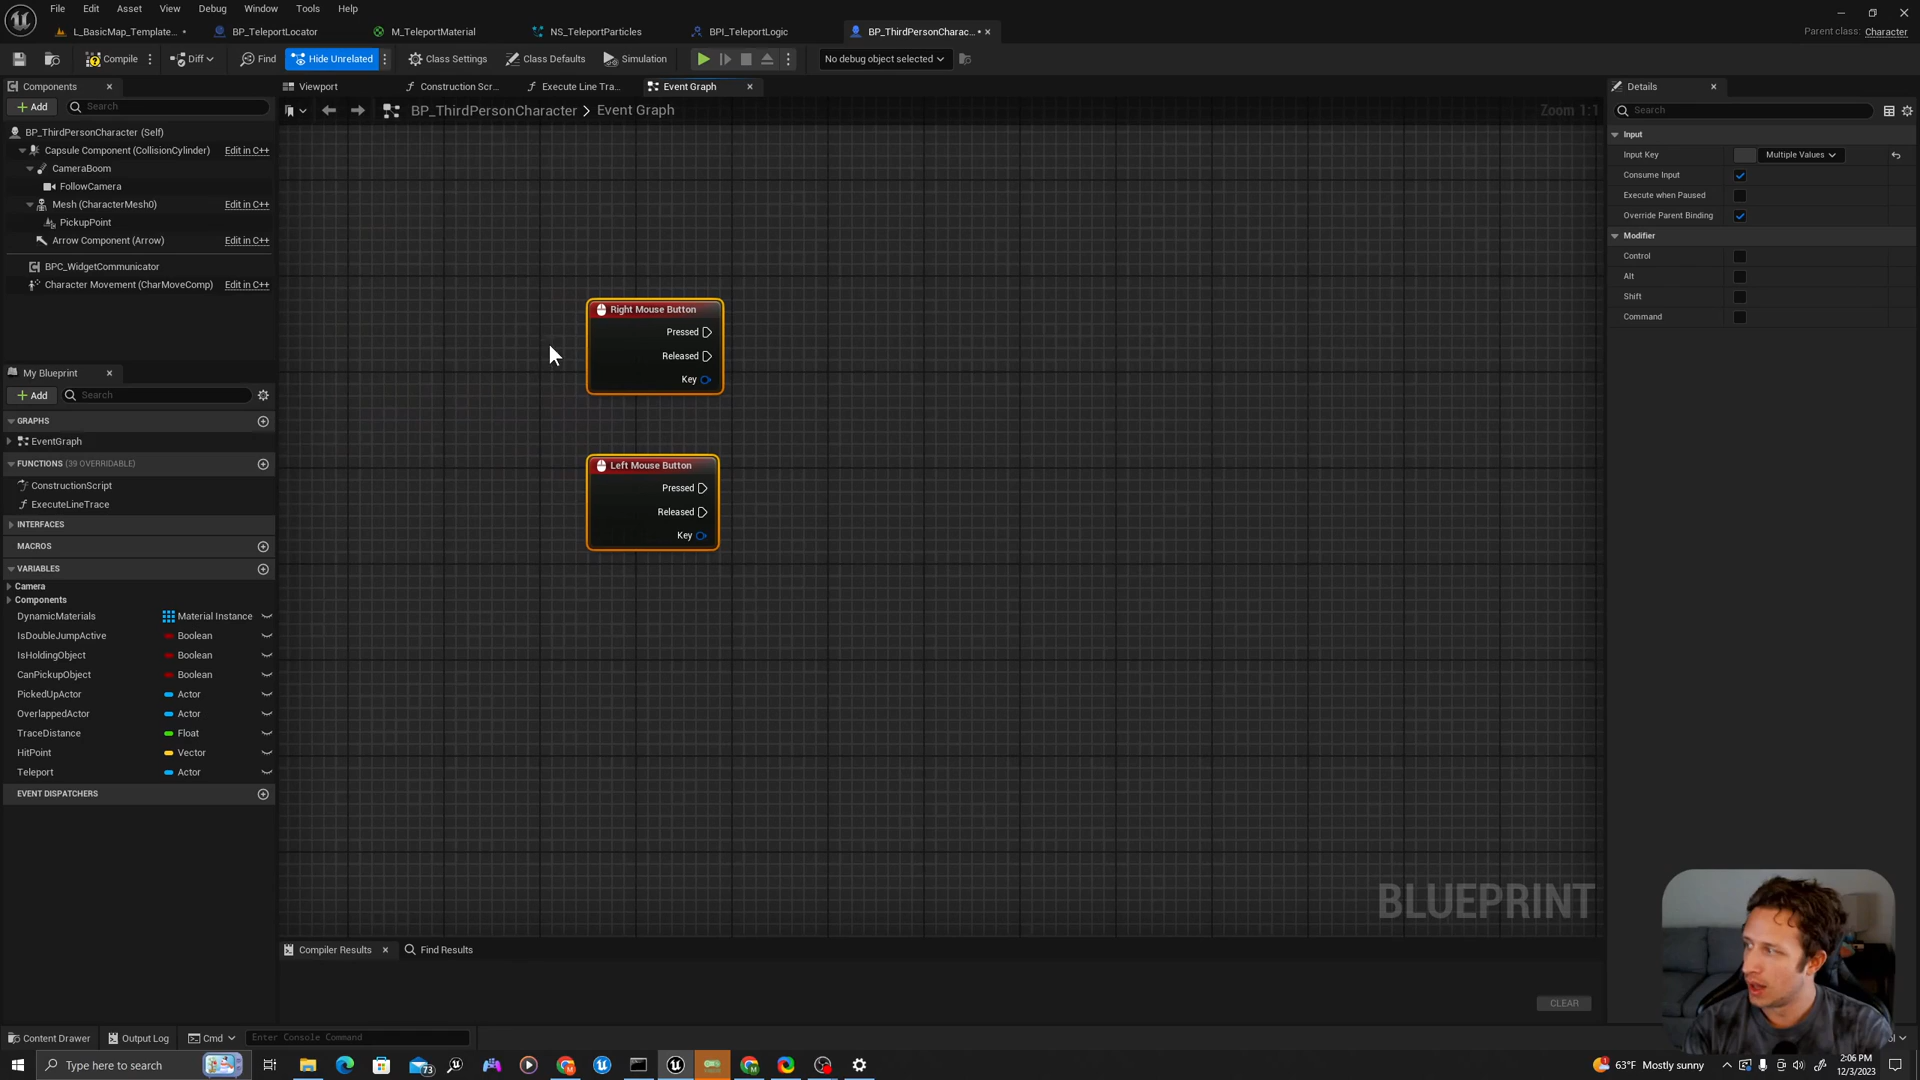 File Edit Asset View Debug Window Tools Help
L_BasicMap_Template... • BP_TeleportLocator M_TeleportMaterial NS_TeleportParticles BPI_TeleportLogic BP_ThirdPersonCharac... • ×
Parent class: Character
Compile Diff Find Hide Unrelated Class Settings Class Defaults Simulation No debug object selected
Components × Viewport Construction Scr... Execute Line Tra... Event Graph × Details ×
+ Add Search
BP_ThirdPersonCharacter > Event Graph Zoom 1:1
Search
BP_ThirdPersonCharacter (Self)
Capsule Component (CollisionCylinder) Edit in C++
CameraBoom
FollowCamera
Mesh (CharacterMesh0) Edit in C++
PickupPoint
Arrow Component (Arrow) Edit in C++
BPC_WidgetCommunicator
Character Movement (CharMoveComp) Edit in C++
Input
Input Key Multiple Values
Consume Input
Execute when Paused
Override Parent Binding
Modifier
Control
Alt
Shift
Command
Right Mouse Button
Pressed
Released
Key
Left Mouse Button
Pressed
Released
Key
My Blueprint ×
+ Add Search
GRAPHS
EventGraph
FUNCTIONS (39 OVERRIDABLE)
ConstructionScript
ExecuteLineTrace
INTERFACES
MACROS
VARIABLES
Camera
Components
DynamicMaterials Material Instance
IsDoubleJumpActive Boolean
IsHoldingObject Boolean
CanPickupObject Boolean
PickedUpActor Actor
OverlappedActor Actor
TraceDistance Float
HitPoint Vector
Teleport Actor
EVENT DISPATCHERS
BLUEPRINT
Compiler Results × Find Results
CLEAR
Content Drawer Output Log Cmd Enter Console Command
Type here to search
73
63°F Mostly sunny
2:06 PM
12/3/2023